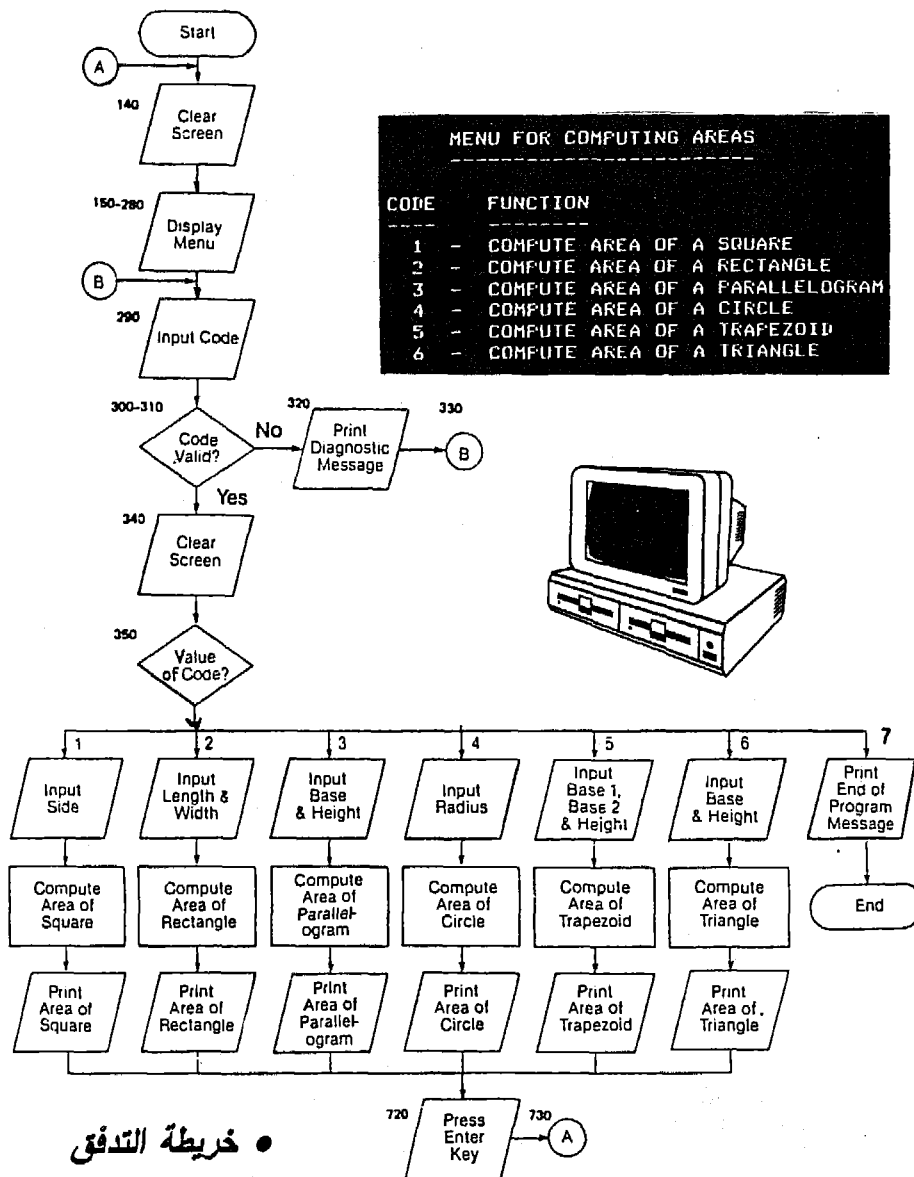 Start
A
140
Clear
Screen
MENU FOR COMPUTING AREAS
CODE FUNCTION
1 - COMPUTE AREA OF A SQUARE
2 - COMPUTE AREA OF A RECTANGLE
3 - COMPUTE AREA OF A PARALLELOGRAM
4 - COMPUTE AREA OF A CIRCLE
5 - COMPUTE AREA OF A TRAPEZOID
6 - COMPUTE AREA OF A TRIANGLE
150-280
Display
Menu
B
290
Input Code
300-310
Code
Valid?
No
320
Print
Diagnostic
Message
330
B
Yes
340
Clear
Screen
350
Value
of Code?
1
Input
Side
Compute
Area of
Square
Print
Area of
Square
2
Input
Length &
Width
Compute
Area of
Rectangle
Print
Area of
Rectangle
3
Input
Base
& Height
Compute
Area of
Parallel-
ogram
Print
Area of
Parallel-
ogram
4
Input
Radius
Compute
Area of
Circle
Print
Area of
Circle
5
Input
Base 1,
Base 2
& Height
Compute
Area of
Trapezoid
Print
Area of
Trapezoid
6
Input
Base
& Height
Compute
Area of
Triangle
Print
Area of
Triangle
7
Print
End of
Program
Message
End
720
Press
Enter
Key
730
A
• خريطة التدفق